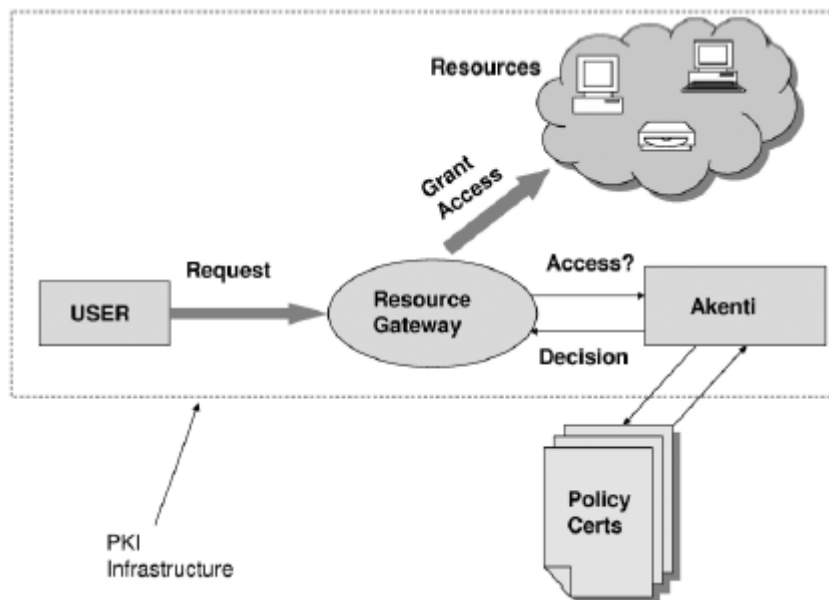 Resources
Grant
Access
Request
Access?
USER
Resource
Gateway
Akenti
Decision
Policy
Certs
PKI
Infrastructure